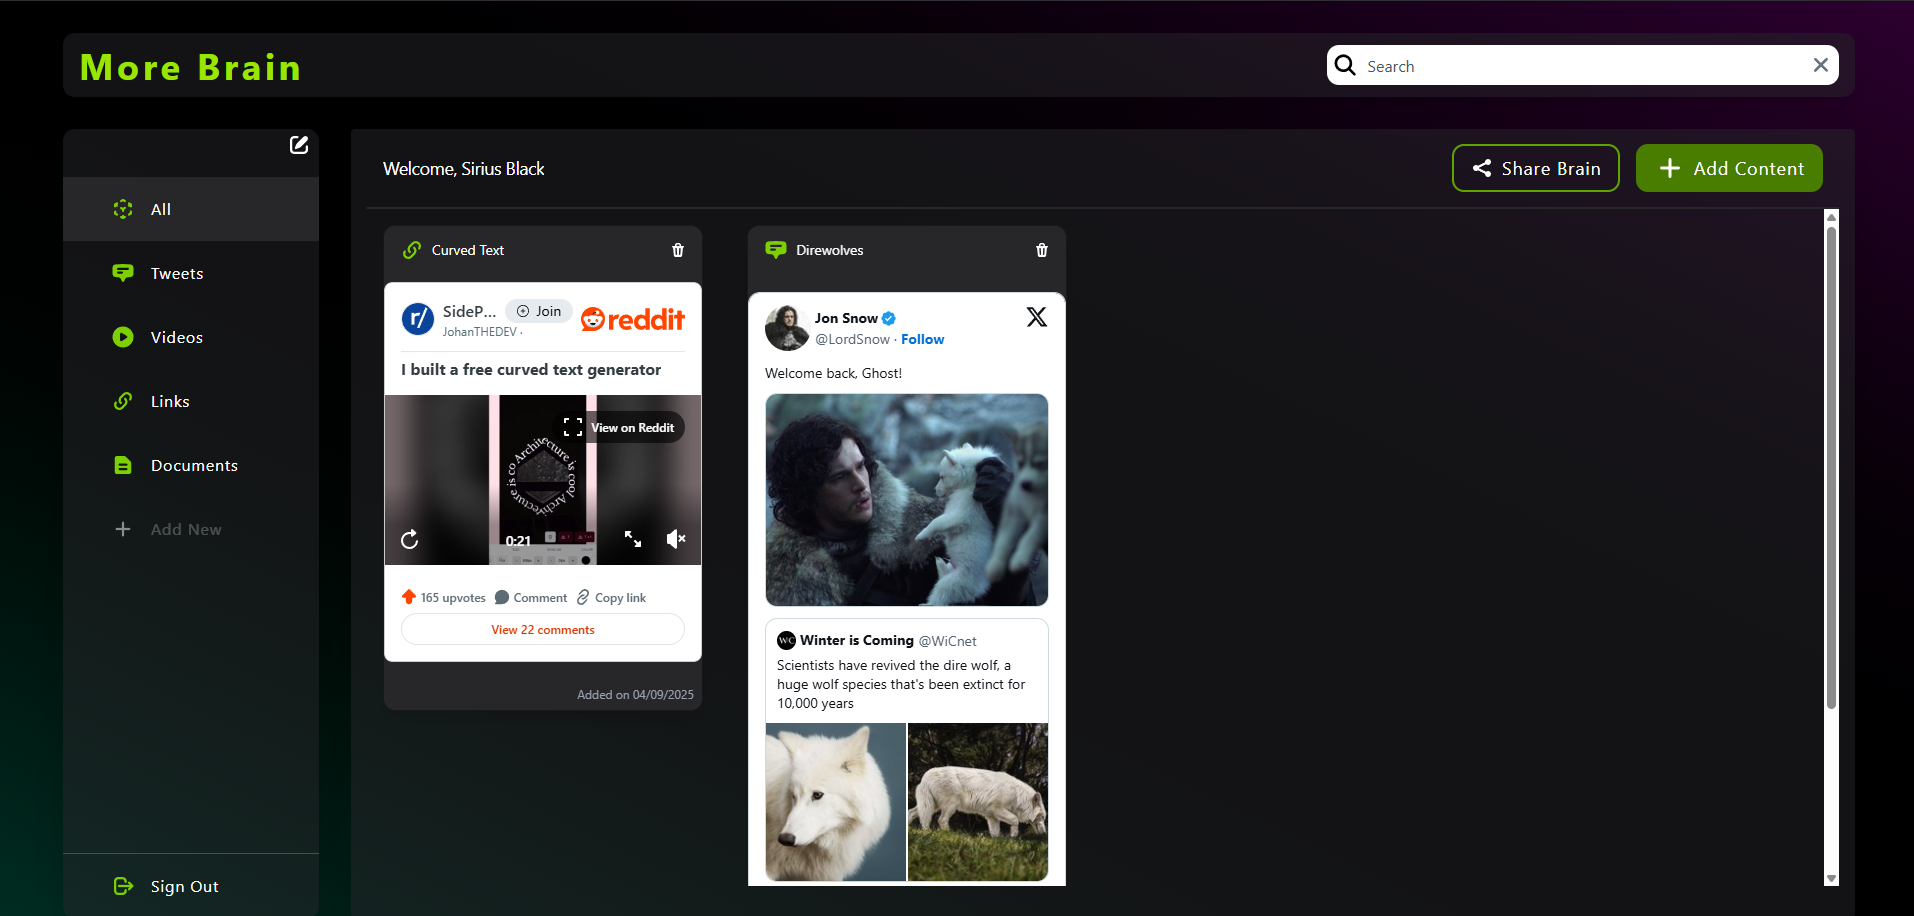 More Brain
Search
Welcome, Sirius Black
Share Brain
Add Content
All
Tweets
Videos
Links
Documents
Add New
Sign Out
Curved Text
r/
SideP...
Join
reddit
JohanTHEDEV ·
I built a free curved text generator
View on Reddit
Architecture is cool Architecture is co
0:21
165 upvotes
Comment
Copy link
View 22 comments
Added on 04/09/2025
Direwolves
Jon Snow
@LordSnow · Follow
Welcome back, Ghost!
WiC
Winter is Coming @WiCnet
Scientists have revived the dire wolf, a
huge wolf species that's been extinct for
10,000 years